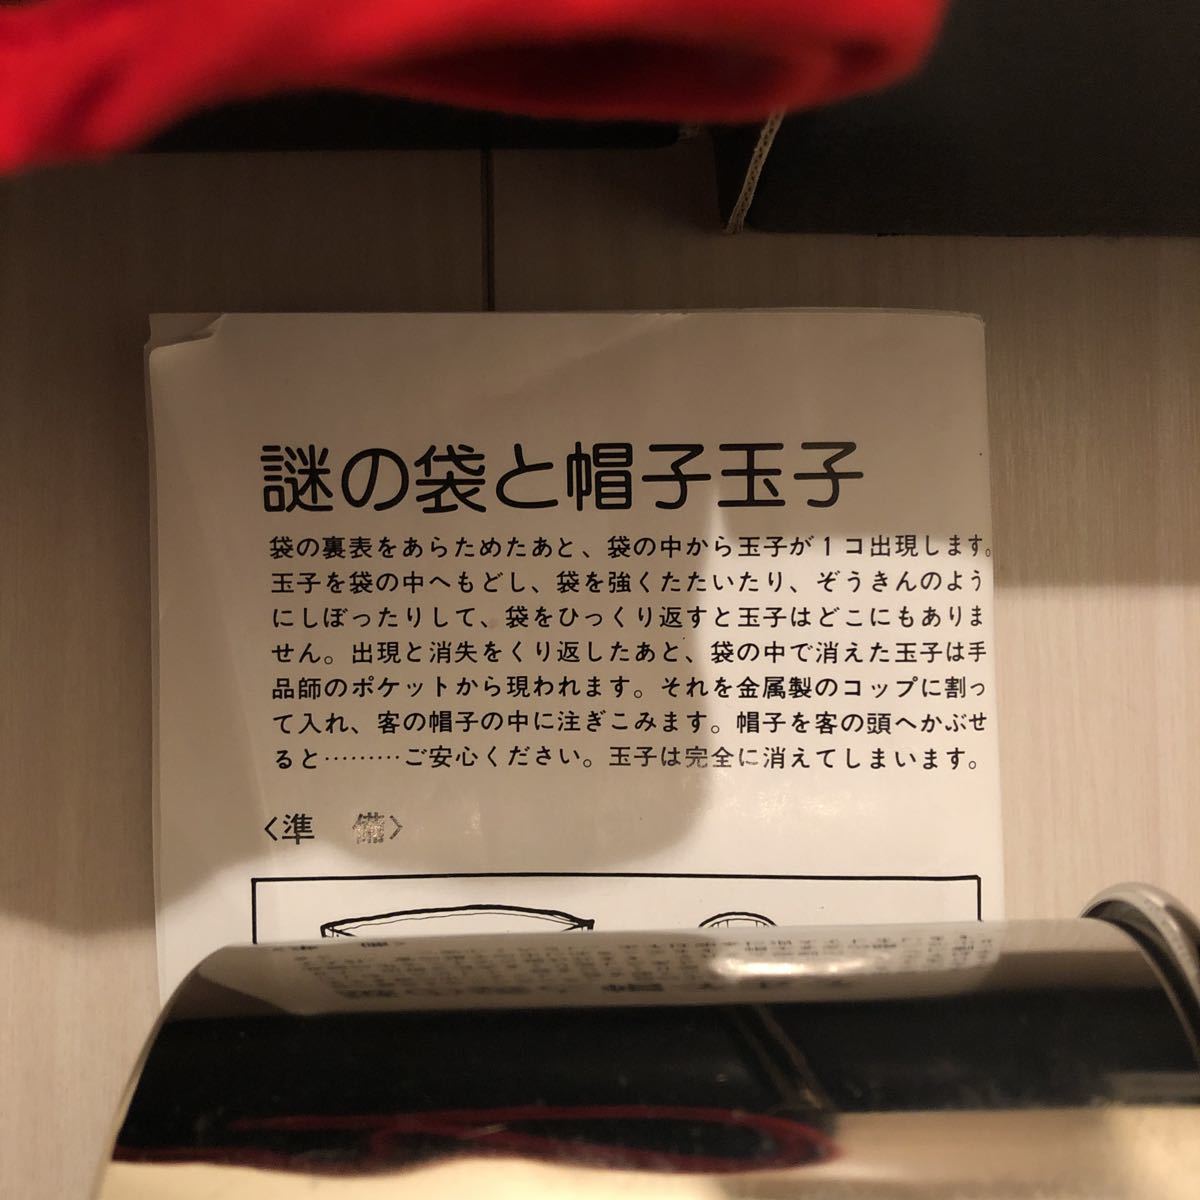 謎の袋と帽子玉子
袋の裏表をあらためたあと、袋の中から玉子が1コ出現します。
玉子を袋の中へもどし、袋を強くたたいたり、ぞうきんのよう
にしぼったりして、袋をひっくり返すと玉子はどこにもありま
せん。出現と消失をくり返したあと、袋の中で消えた玉子は手
品師のポケットから現われます。それを金属製のコップに割っ
て入れ、客の帽子の中に注ぎこみます。帽子を客の頭へかぶせ
ると………ご安心ください。玉子は完全に消えてしまいます。
〈準　備〉